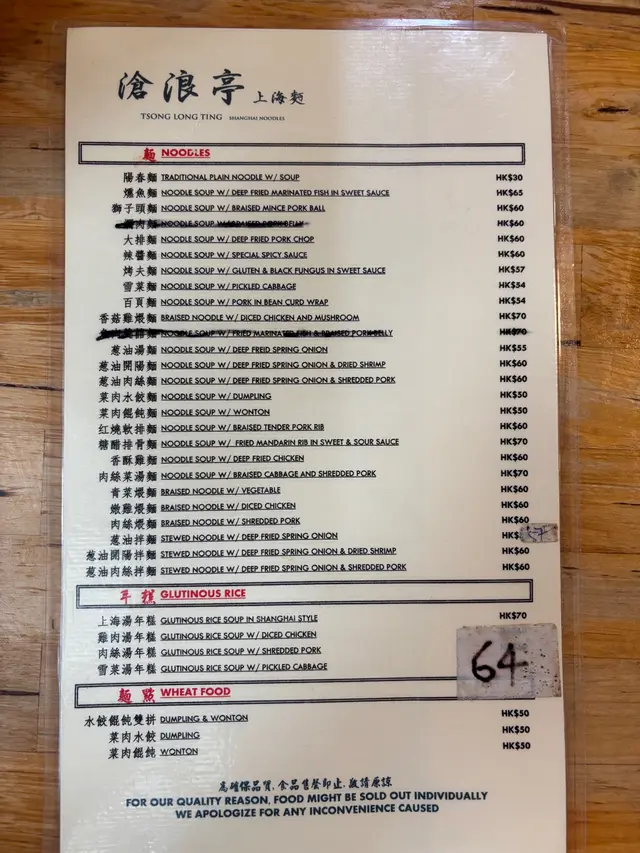 滄浪亭 上海麵
TSONG LONG TING SHANGHAI NOODLES
麵 NOODLES
陽春麵 TRADITIONAL PLAIN NOODLE W/ SOUP HK$30
燻魚麵 NOODLE SOUP W/ DEEP FRIED MARINATED FISH IN SWEET SAUCE HK$65
獅子頭麵 NOODLE SOUP W/ BRAISED MINCE PORK BALL HK$60
肉麵 NOODLE SOUP W/ BRAISED PORK BELLY HK$60
大排麵 NOODLE SOUP W/ DEEP FRIED PORK CHOP HK$60
辣醬麵 NOODLE SOUP W/ SPECIAL SPICY SAUCE HK$60
烤夫麵 NOODLE SOUP W/ GLUTEN & BLACK FUNGUS IN SWEET SAUCE HK$57
雪菜麵 NOODLE SOUP W/ PICKLED CABBAGE HK$54
百頁麵 NOODLE SOUP W/ PORK IN BEAN CURD WRAP HK$54
香菇雞煨麵 BRAISED NOODLE W/ DICED CHICKEN AND MUSHROOM HK$70
NOODLE SOUP W/ FRIED MARINATED FISH & BRAISED PORK BELLY HK$70
蔥油湯麵 NOODLE SOUP W/ DEEP FREID SPRING ONION HK$55
蔥油開陽麵 NOODLE SOUP W/ DEEP FRIED SPRING ONION & DRIED SHRIMP HK$60
蔥油肉絲麵 NOODLE SOUP W/ DEEP FRIED SPRING ONION & SHREDDED PORK HK$60
菜肉水餃麵 NOODLE SOUP W/ DUMPLING HK$50
菜肉餛飩麵 NOODLE SOUP W/ WONTON HK$50
红燒軟排麵 NOODLE SOUP W/ BRAISED TENDER PORK RIB HK$60
糖醋排骨麵 NOODLE SOUP W/ FRIED MANDARIN RIB IN SWEET & SOUR SAUCE HK$70
香酥雞麵 NOODLE SOUP W/ DEEP FRIED CHICKEN HK$60
肉絲菜湯麵 NOODLE SOUP W/ BRAISED CABBAGE AND SHREDDED PORK HK$70
青菜煨麵 BRAISED NOODLE W/ VEGETABLE HK$60
嫩雞煨麵 BRAISED NOODLE W/ DICED CHICKEN HK$60
肉絲煨麵 BRAISED NOODLE W/ SHREDDED PORK HK$60
蔥油拌麵 STEWED NOODLE W/ DEEP FRIED SPRING ONION HK$ 57
蔥油開陽拌麵 STEWED NOODLE W/ DEEP FRIED SPRING ONION & DRIED SHRIMP HK$60
蔥油肉絲拌麵 STEWED NOODLE W/ DEEP FRIED SPRING ONION & SHREDDED PORK HK$60
年糕 GLUTINOUS RICE
上海湯年糕 GLUTINOUS RICE SOUP IN SHANGHAI STYLE HK$70
雞肉湯年糕 GLUTINOUS RICE SOUP W/ DICED CHICKEN
肉絲湯年糕 GLUTINOUS RICE SOUP W/ SHREDDED PORK
雪菜湯年糕 GLUTINOUS RICE SOUP W/ PICKLED CABBAGE
64
麵點 WHEAT FOOD
水餃餛飩雙拼 DUMPLING & WONTON HK$50
菜肉水餃 DUMPLING HK$50
菜肉餛飩 WONTON HK$50
為確保品質，食品售罄即止，敬請原諒
FOR OUR QUALITY REASON, FOOD MIGHT BE SOLD OUT INDIVIDUALLY
WE APOLOGIZE FOR ANY INCONVENIENCE CAUSED